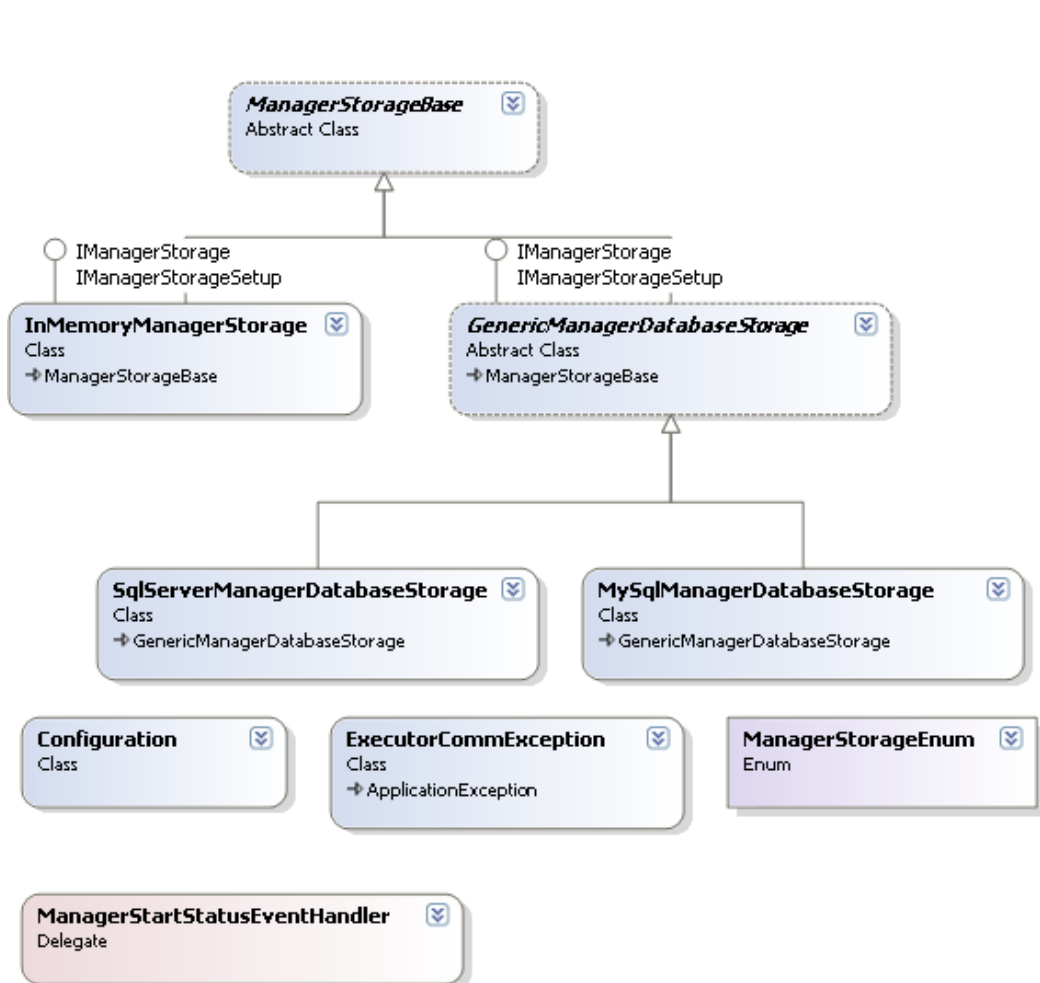 ManagerStorageBase
Abstract Class
IManagerStorage
IManagerStorageSetup
IManagerStorage
IManagerStorageSetup
InMemoryManagerStorage
Class
ManagerStorageBase
GenericManagerDatabaseStorage
Abstract Class
ManagerStorageBase
SqlServerManagerDatabaseStorage
Class
GenericManagerDatabaseStorage
MySqlManagerDatabaseStorage
Class
GenericManagerDatabaseStorage
Configuration
Class
ExecutorCommException
Class
ApplicationException
ManagerStorageEnum
Enum
ManagerStartStatusEventHandler
Delegate